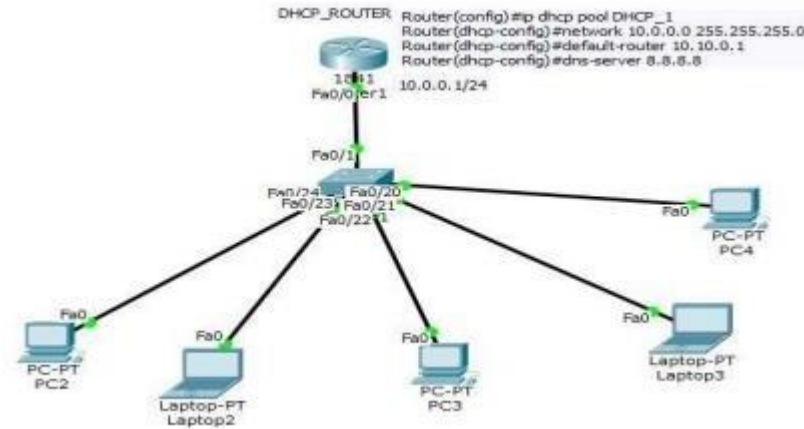 DHCP_ROUTER
Router(config)#ip dhcp pool DHCP_1
Router(dhcp-config)#network 10.0.0.0 255.255.255.0
Router(dhcp-config)#default-router 10.10.0.1
Router(dhcp-config)#dns-server 8.8.8.8
1841
10.0.0.1/24
Fa0/0
Fa0/1
Fa0/24
Fa0/20
Fa0/23
Fa0/21
Fa0/22
Fa0
PC-PT
PC4
Fa0
PC-PT
PC2
Fa0
Laptop-PT
Laptop2
Fa0
PC-PT
PC3
Fa0
Laptop-PT
Laptop3